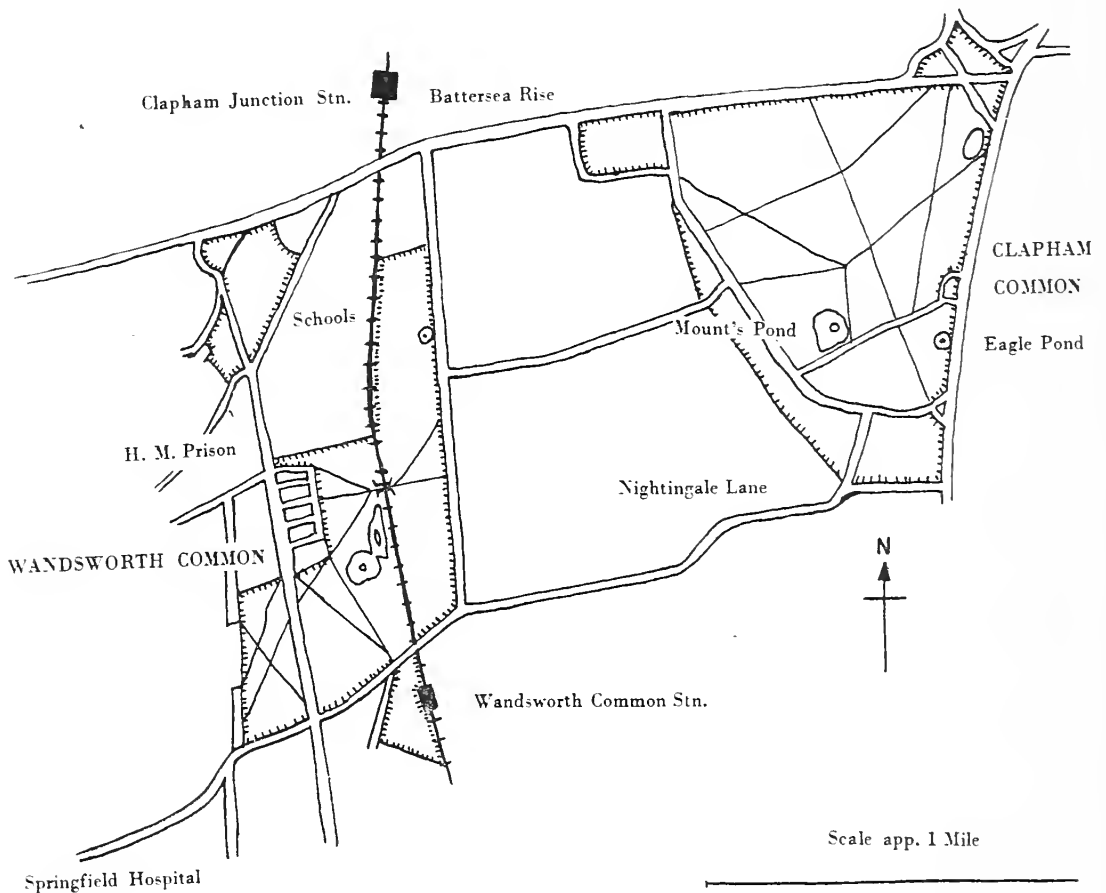 Clapham Junction Stn.
Battersea Rise
CLAPHAM
COMMON
Schools
Mount's Pond
Eagle Pond
H. M. Prison
Nightingale Lane
WANDSWORTH COMMON
N
Wandsworth Common Stn.
Scale app. 1 Mile
Springfield Hospital